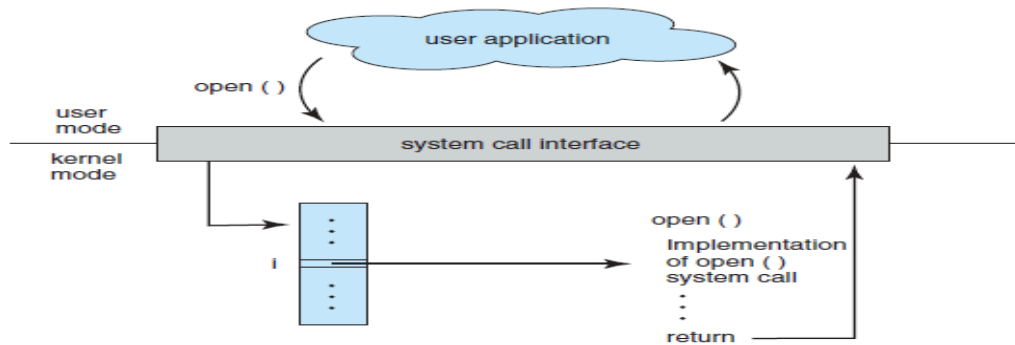 user application
open ( )
user
mode
system call interface
kernel
mode
open ( )
i
Implementation
of open ( )
system call
return